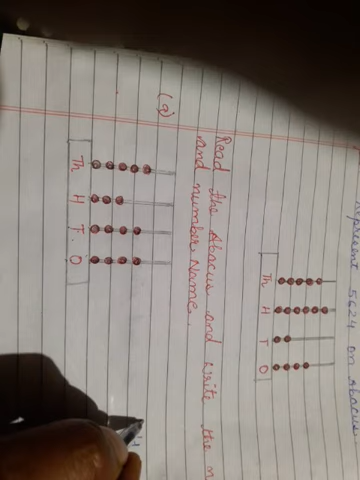 represent 5624 on abacus.
Th H T O
Read the Abacus and Write the
and number Name.
(a)
Th H T. O